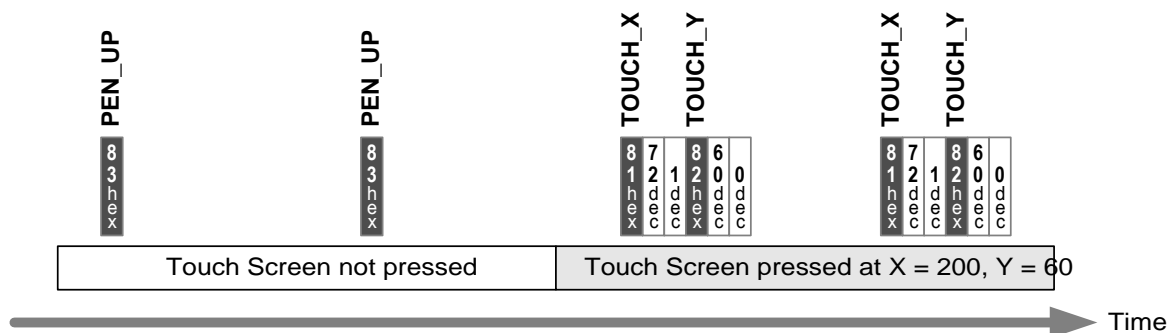 PEN_UP
PEN_UP
TOUCH_X
TOUCH_Y
TOUCH_X
TOUCH_Y
83hex
83hex
81hex 72dec 1dec 82hex 60dec 0dec
81hex 72dec 1dec 82hex 60dec 0dec
Touch Screen not pressed
Touch Screen pressed at X = 200, Y = 60
Time